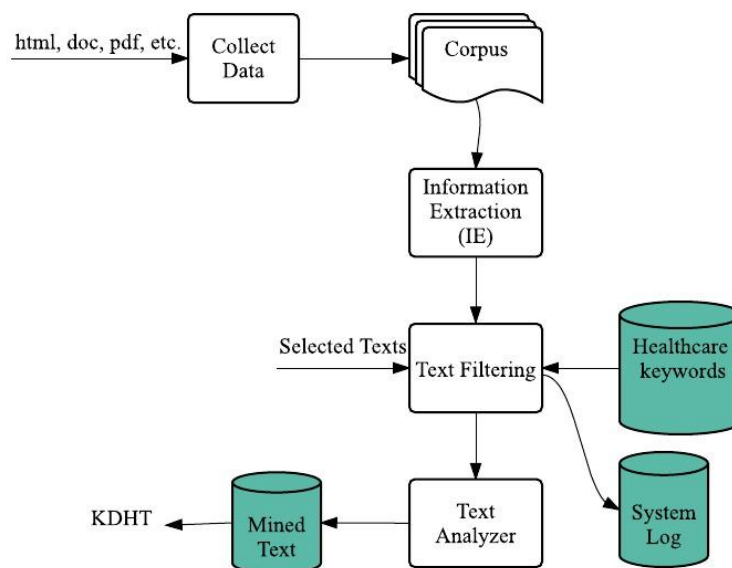 html, doc, pdf, etc.
Collect
Data
Corpus
Information
Extraction
(IE)
Selected Texts
Text Filtering
Healthcare
keywords
KDHT
Mined
Text
Text
Analyzer
System
Log